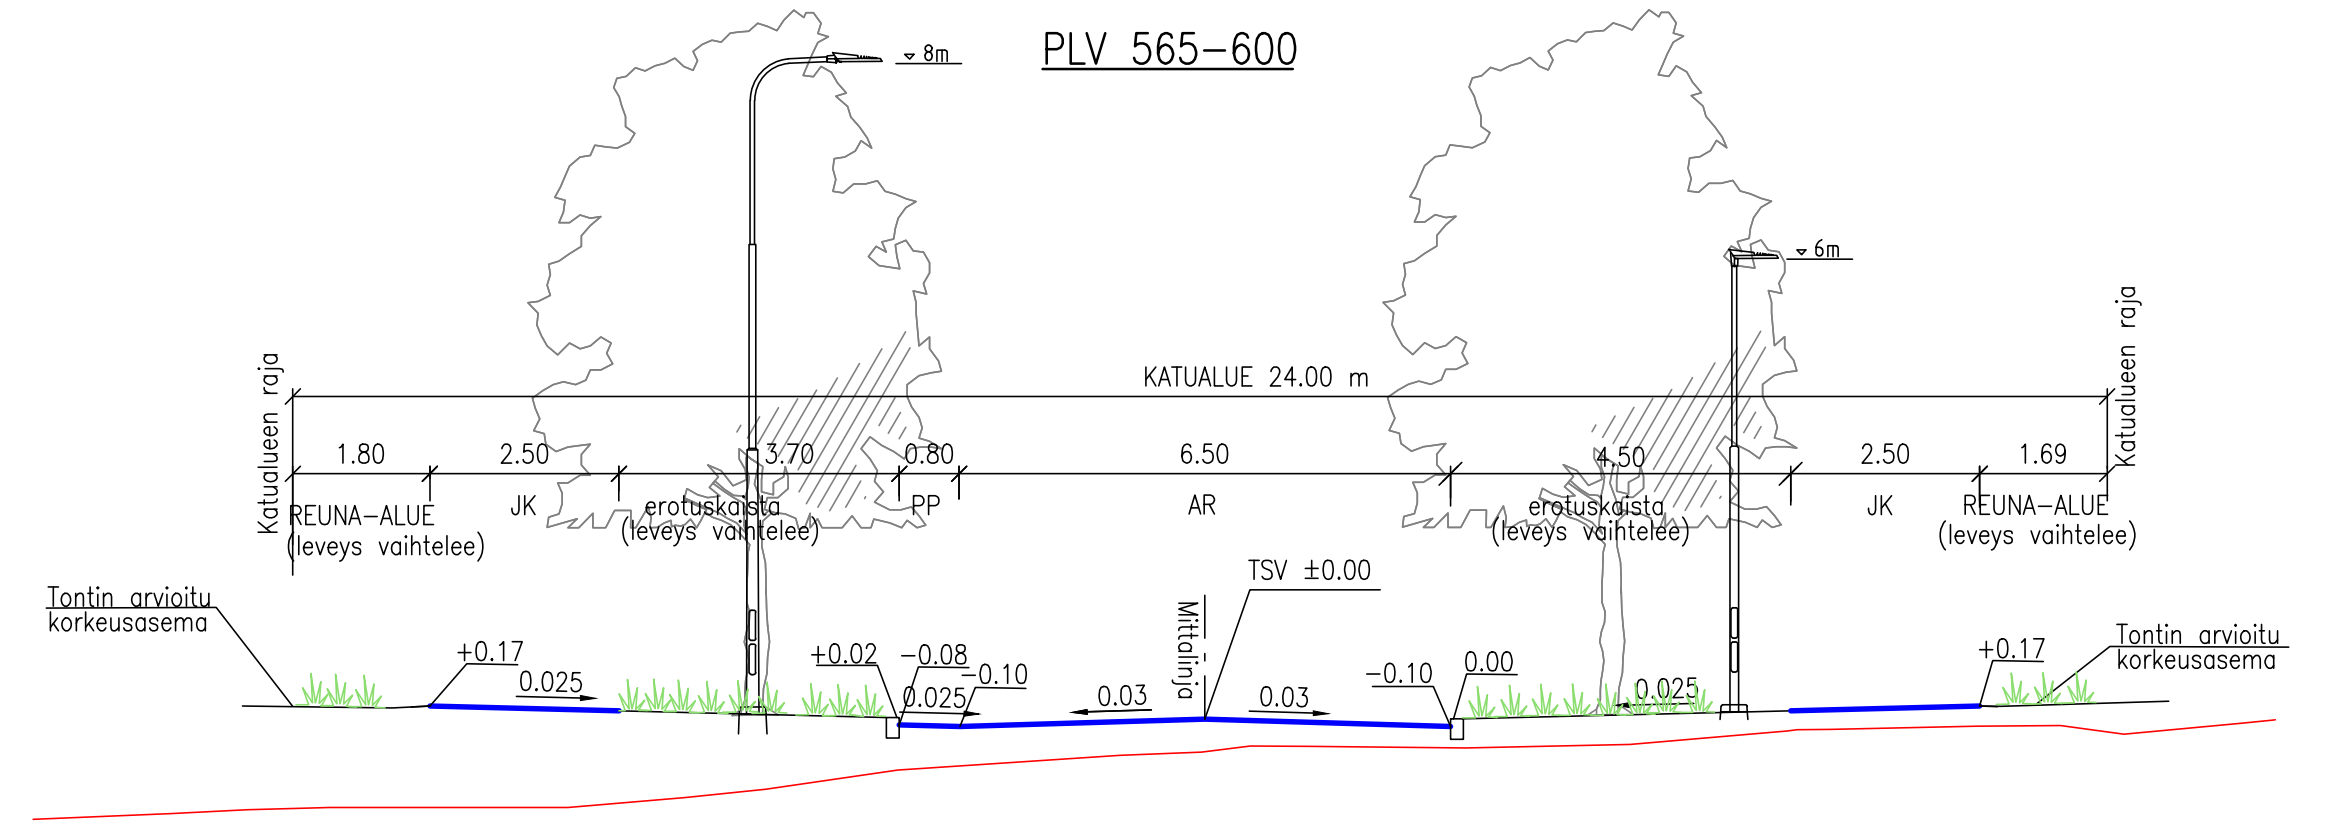 PLV 565-600
8m
6m
Katualueen raja
KATUALUE 24.00 m
Katualueen raja
1.80
2.50
3.70
0.80
6.50
4.50
2.50
1.69
REUNA-ALUE
(leveys vaihtelee)
JK
erotuskaista
(leveys vaihtelee)
PP
AR
erotuskaista
(leveys vaihtelee)
JK
REUNA-ALUE
(leveys vaihtelee)
TSV ±0.00
Mittalinja
Tontin arvioitu
korkeusasema
+0.17
0.025
+0.02
-0.08
-0.10
0.025
0.03
0.03
-0.10
0.00
0.025
+0.17
Tontin arvioitu
korkeusasema